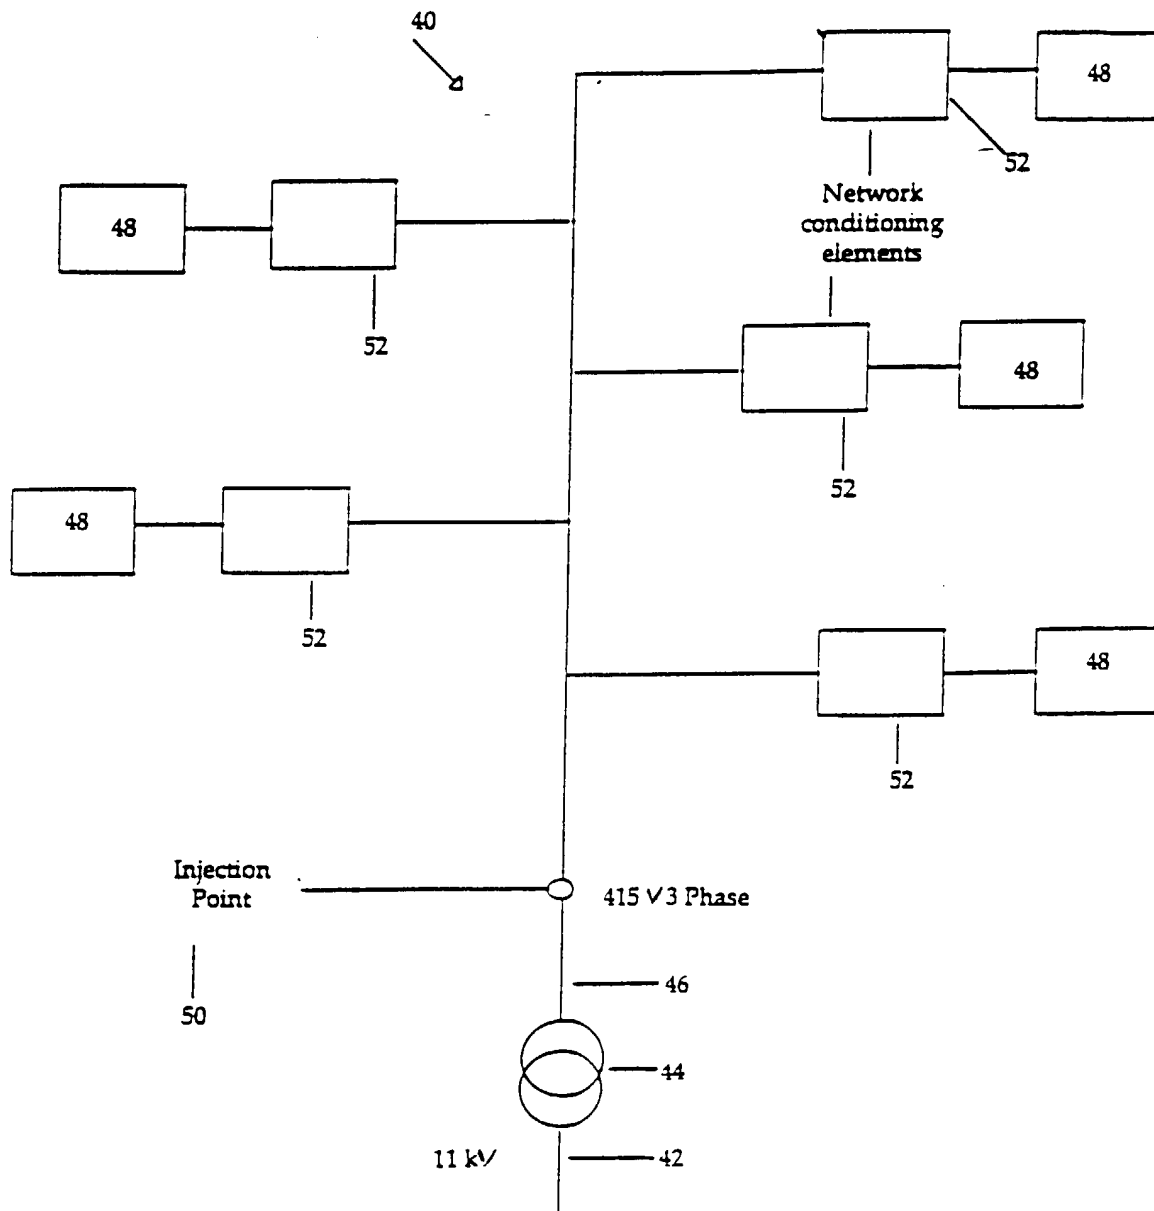 40
48
52
Network
conditioning
elements
48
52
48
52
48
52
48
52
Injection
Point
415 V 3 Phase
50
46
44
11 kV
42